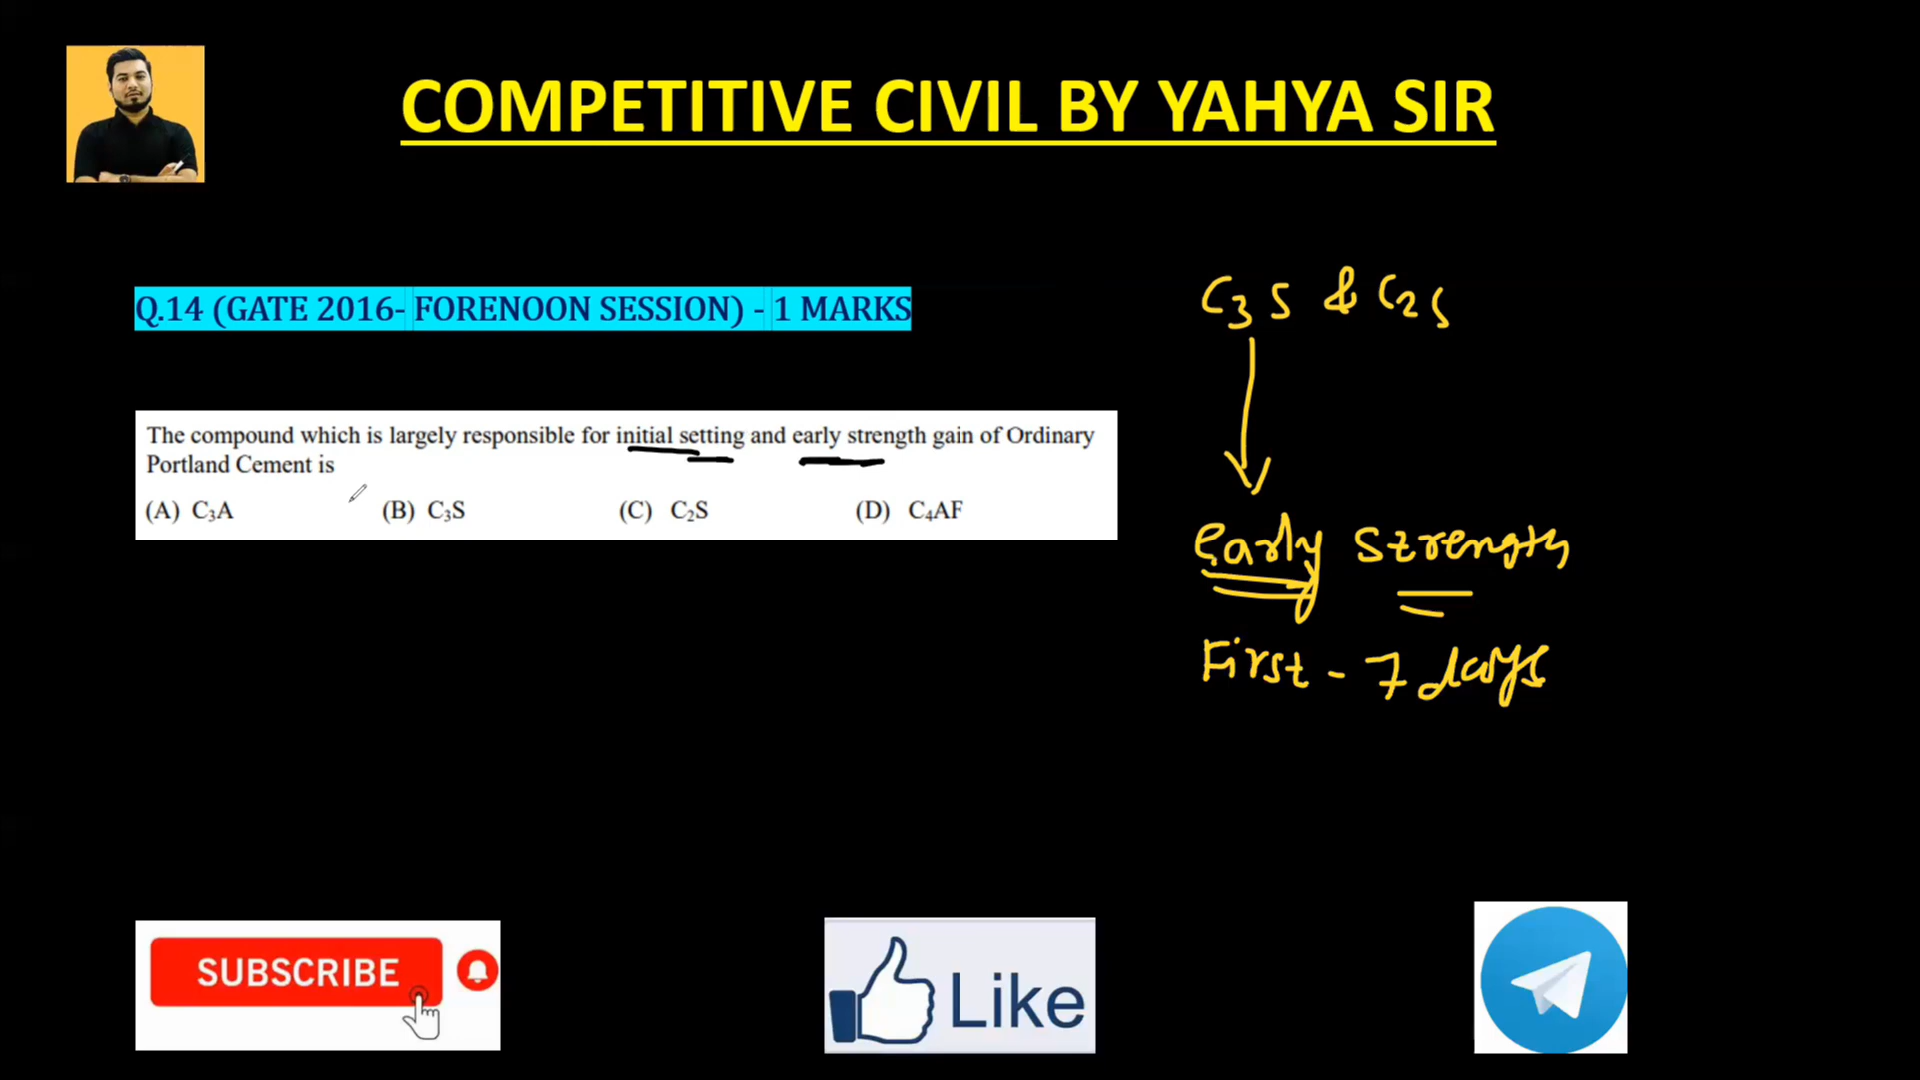 COMPETITIVE CIVIL BY YAHYA SIR
Q.14 (GATE 2016- FORENOON SESSION) - 1 MARKS
The compound which is largely responsible for initial setting and early strength gain of Ordinary
Portland Cement is
(A) C₃A (B) C₃S (C) C₂S (D) C₄AF
C3S & C2S
early strength
First - 7 days
SUBSCRIBE
Like